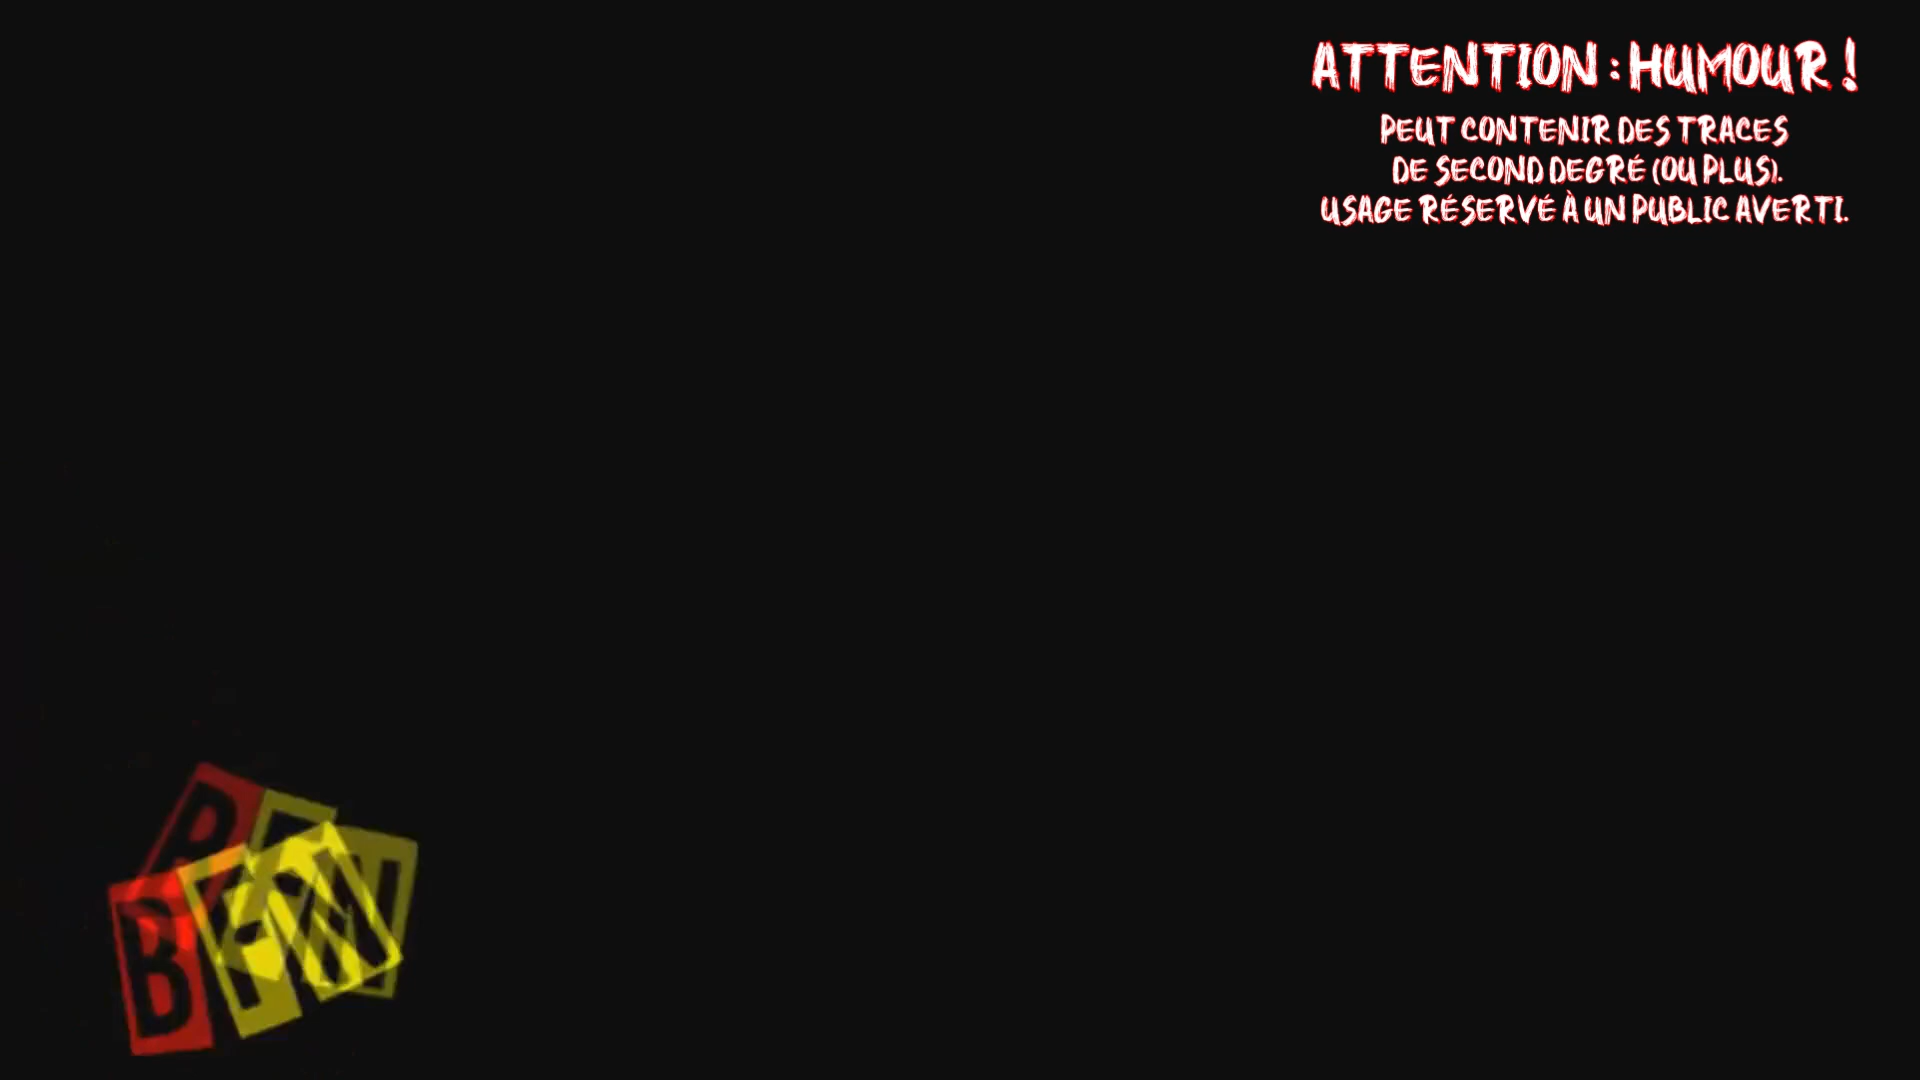 ATTENTION : HUMOUR !
PEUT CONTENIR DES TRACES
DE SECOND DEGRÉ (OU PLUS).
USAGE RÉSERVÉ À UN PUBLIC AVERTI.
B F